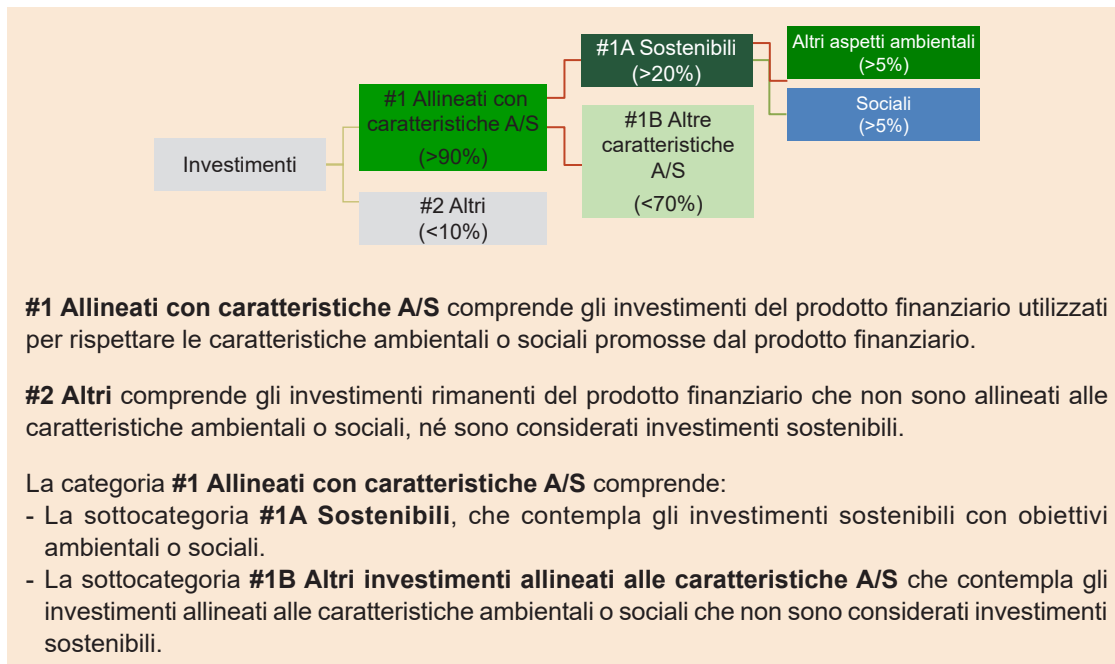 Investimenti
#1 Allineati con
caratteristiche A/S
(>90%)
#2 Altri
(<10%)
#1A Sostenibili
(>20%)
#1B Altre
caratteristiche
A/S
(<70%)
Altri aspetti ambientali
(>5%)
Sociali
(>5%)
#1 Allineati con caratteristiche A/S comprende gli investimenti del prodotto finanziario utilizzati
per rispettare le caratteristiche ambientali o sociali promosse dal prodotto finanziario.
#2 Altri comprende gli investimenti rimanenti del prodotto finanziario che non sono allineati alle
caratteristiche ambientali o sociali, né sono considerati investimenti sostenibili.
La categoria #1 Allineati con caratteristiche A/S comprende:
- La sottocategoria #1A Sostenibili, che contempla gli investimenti sostenibili con obiettivi
ambientali o sociali.
- La sottocategoria #1B Altri investimenti allineati alle caratteristiche A/S che contempla gli
investimenti allineati alle caratteristiche ambientali o sociali che non sono considerati investimenti
sostenibili.